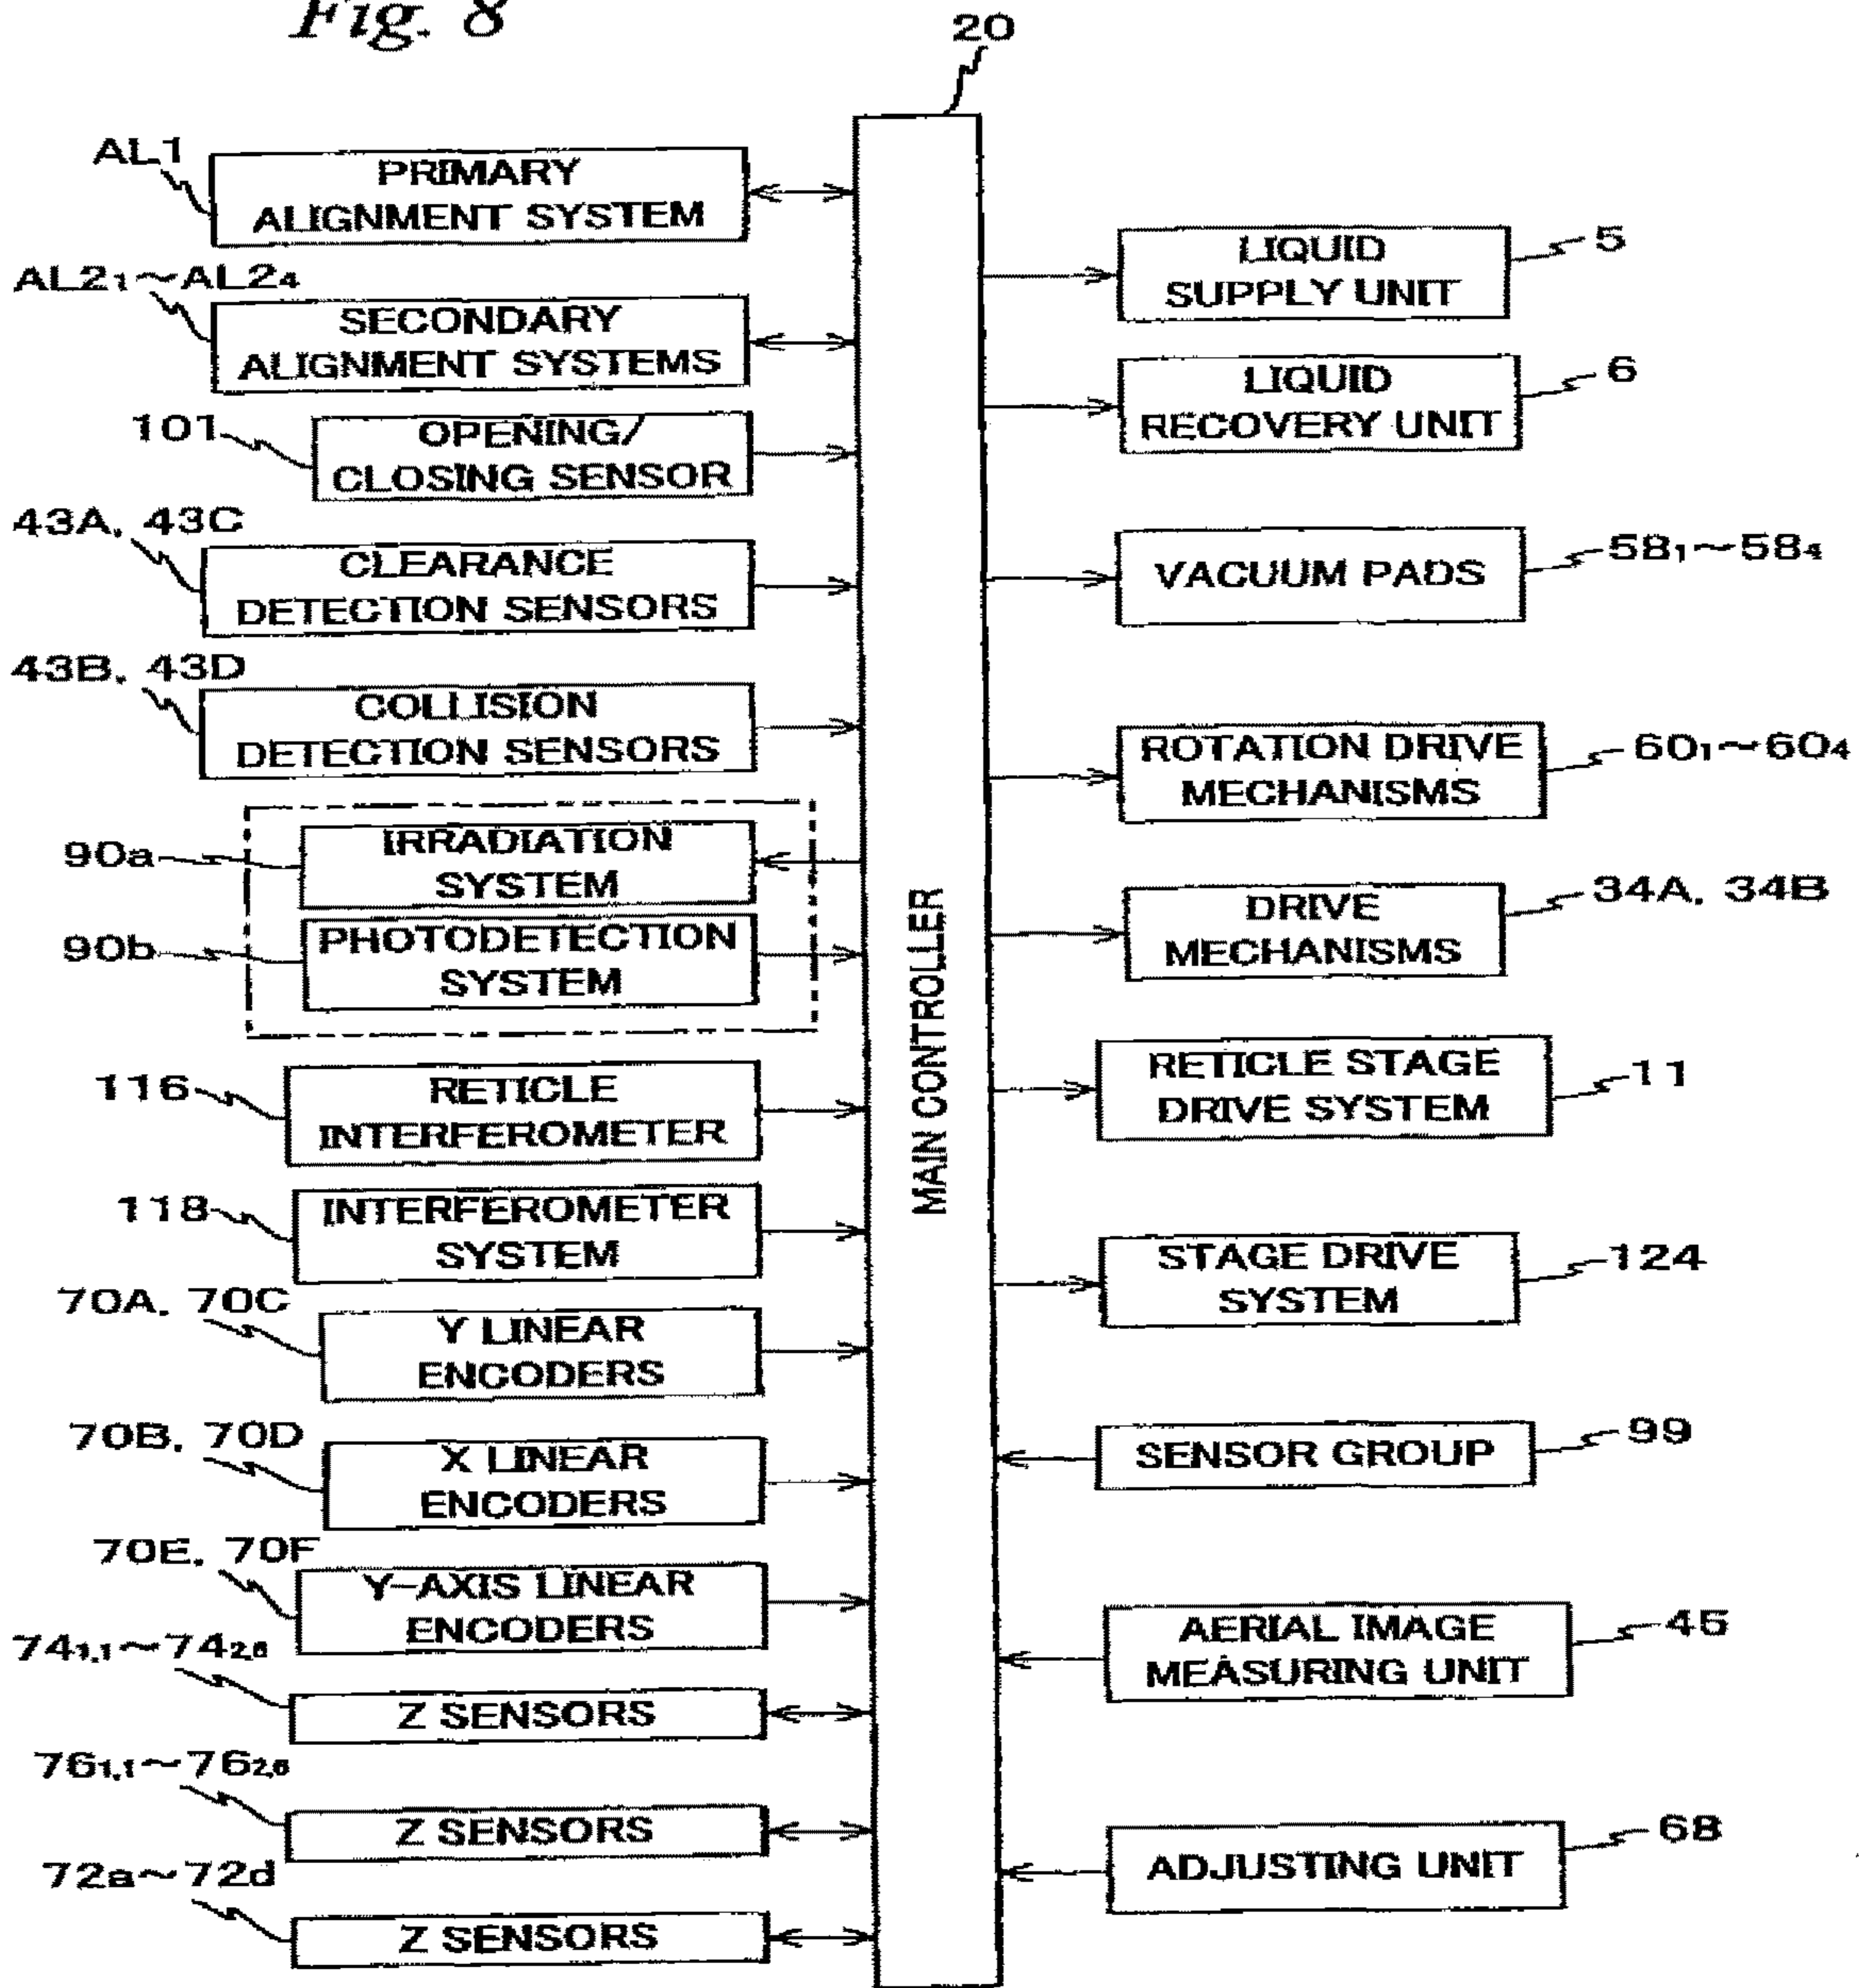 Fig. 8
20
AL1
PRIMARY
ALIGNMENT SYSTEM
AL2₁~AL2₄
SECONDARY
ALIGNMENT SYSTEMS
101
OPENING/
CLOSING SENSOR
43A, 43C
CLEARANCE
DETECTION SENSORS
43B, 43D
COLLISION
DETECTION SENSORS
90a
IRRADIATION
SYSTEM
90b
PHOTODETECTION
SYSTEM
116
RETICLE
INTERFEROMETER
118
INTERFEROMETER
SYSTEM
70A, 70C
Y LINEAR
ENCODERS
70B, 70D
X LINEAR
ENCODERS
70E, 70F
Y-AXIS LINEAR
ENCODERS
74₁,₁~74₂,₆
Z SENSORS
76₁,₁~76₂,₆
Z SENSORS
72a~72d
Z SENSORS
MAIN CONTROLLER
LIQUID
SUPPLY UNIT
5
LIQUID
RECOVERY UNIT
6
VACUUM PADS
58₁~58₄
ROTATION DRIVE
MECHANISMS
60₁~60₄
DRIVE
MECHANISMS
34A, 34B
RETICLE STAGE
DRIVE SYSTEM
11
STAGE DRIVE
SYSTEM
124
SENSOR GROUP
99
AERIAL IMAGE
MEASURING UNIT
45
ADJUSTING UNIT
68